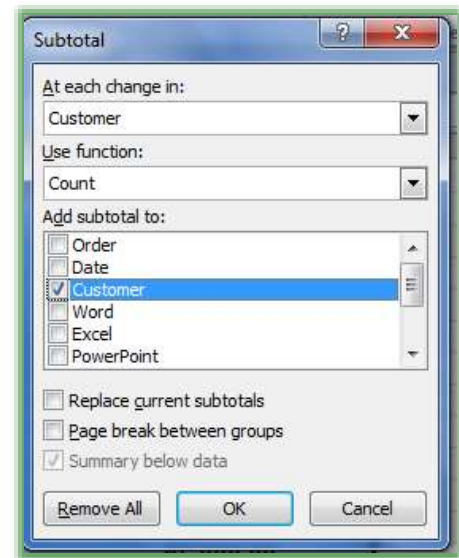 Subtotal
At each change in:
Customer
Use function:
Count
Add subtotal to:
Order
Date
Customer
Word
Excel
PowerPoint
Replace current subtotals
Page break between groups
Summary below data
Remove All OK Cancel